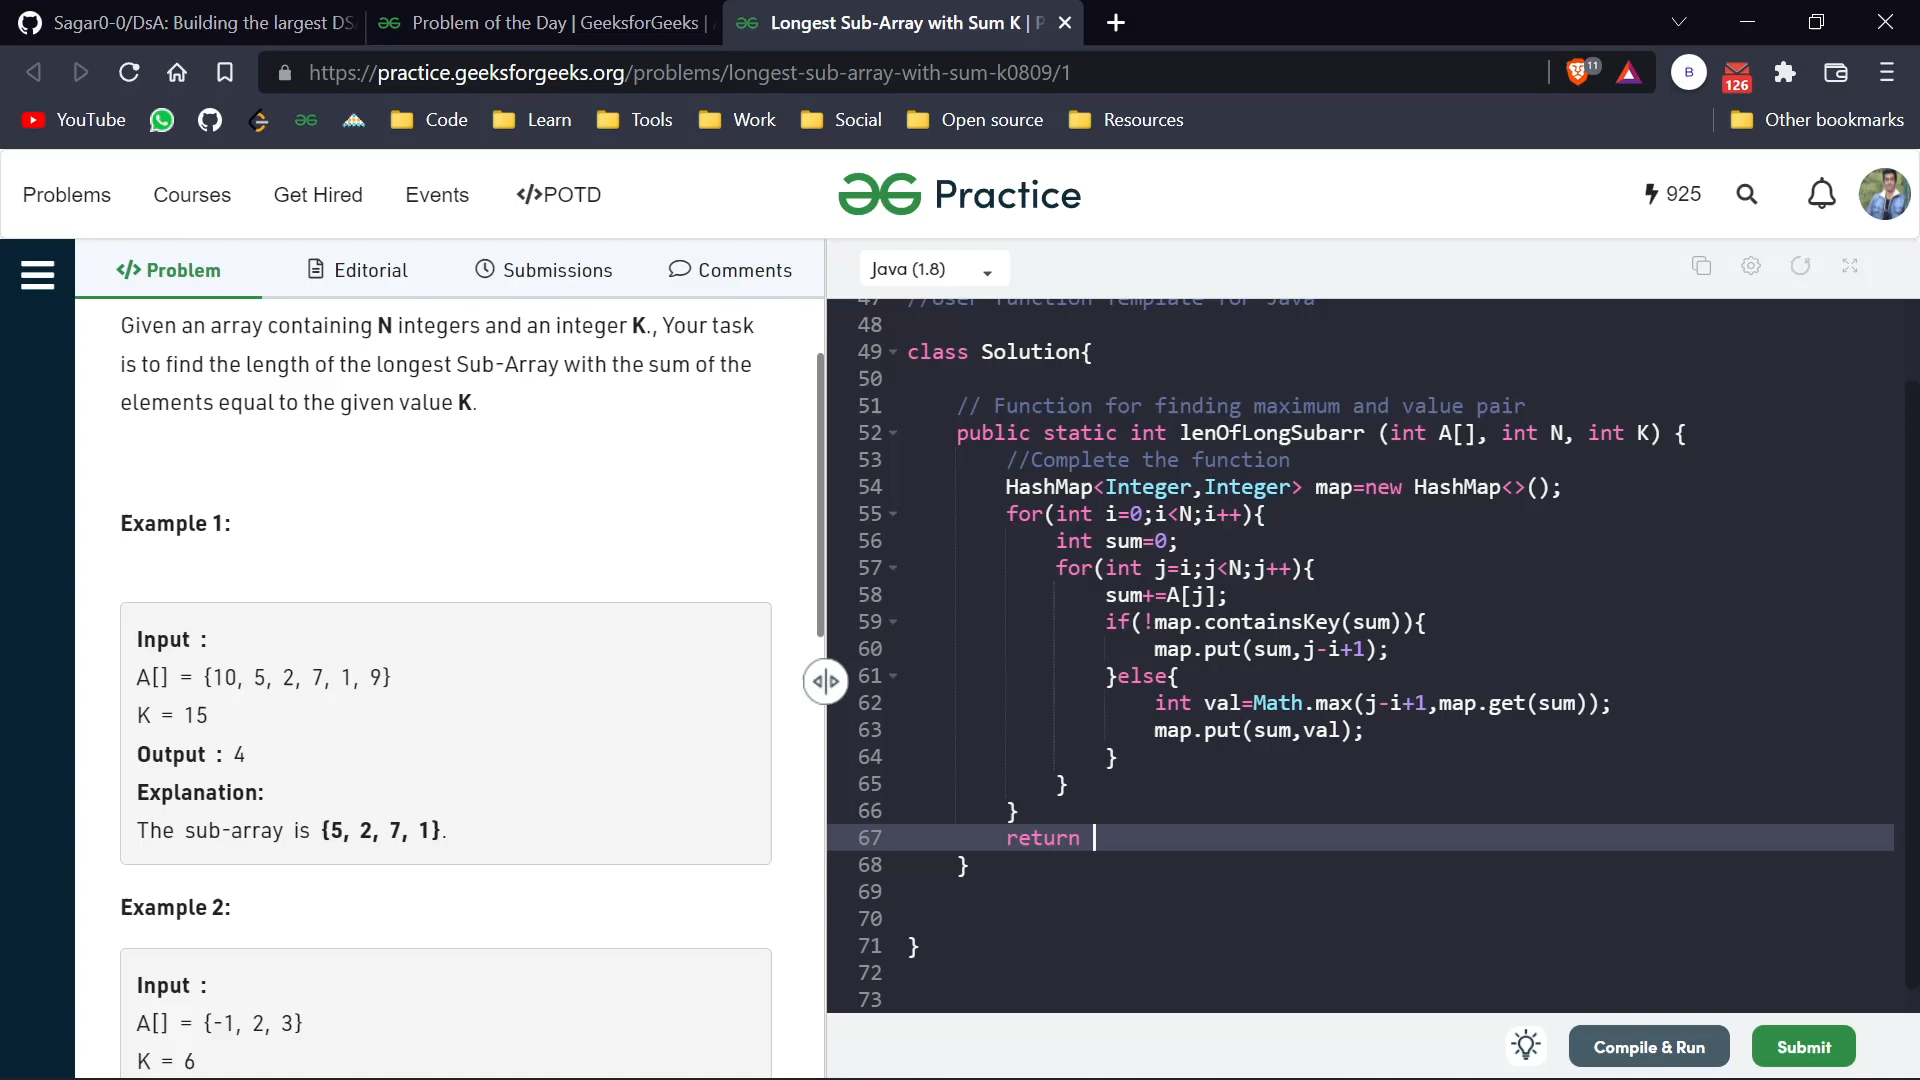 Sagar0-0/DsA: Building the largest DS
Problem of the Day | GeeksforGeeks |
Longest Sub-Array with Sum K | P
https://practice.geeksforgeeks.org/problems/longest-sub-array-with-sum-k0809/1
11
B
126
YouTube
Code
Learn
Tools
Work
Social
Open source
Resources
Other bookmarks
Problems
Courses
Get Hired
Events
</>POTD
Practice
925
</> Problem
Editorial
Submissions
Comments
Given an array containing N integers and an integer K., Your task
is to find the length of the longest Sub-Array with the sum of the
elements equal to the given value K.
Example 1:
Input :
A[] = {10, 5, 2, 7, 1, 9}
K = 15
Output : 4
Explanation:
The sub-array is {5, 2, 7, 1}.
Example 2:
Input :
A[] = {-1, 2, 3}
K = 6
Java (1.8)
47 //User function Template for Java
48
49 class Solution{
50
51 // Function for finding maximum and value pair
52 public static int lenOfLongSubarr (int A[], int N, int K) {
53 //Complete the function
54 HashMap<Integer,Integer> map=new HashMap<>();
55 for(int i=0;i<N;i++){
56 int sum=0;
57 for(int j=i;j<N;j++){
58 sum+=A[j];
59 if(!map.containsKey(sum)){
60 map.put(sum,j-i+1);
61 }else{
62 int val=Math.max(j-i+1,map.get(sum));
63 map.put(sum,val);
64 }
65 }
66 }
67 return
68 }
69
70
71 }
72
73
Compile & Run
Submit